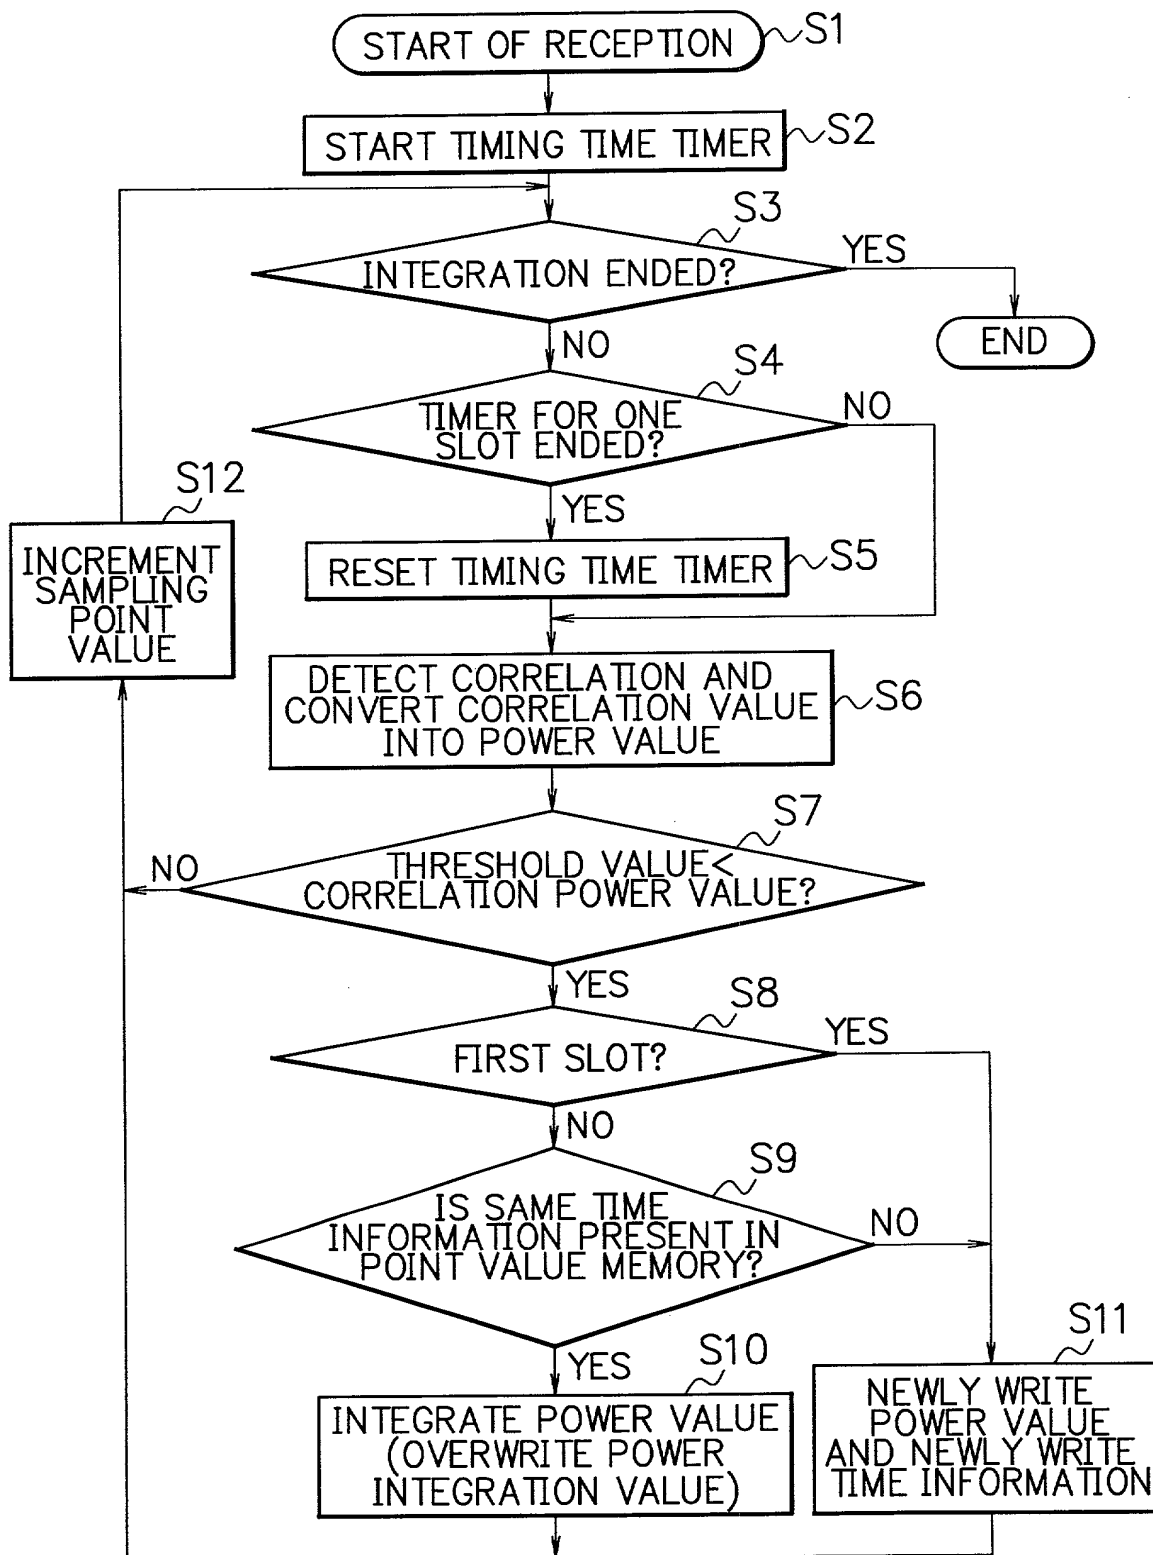 START OF RECEPTION
S1
START TIMING TIME TIMER
S2
S3
INTEGRATION ENDED?
YES
END
NO
S4
TIMER FOR ONE
SLOT ENDED?
NO
YES
S12
INCREMENT
SAMPLING
POINT
VALUE
RESET TIMING TIME TIMER
S5
DETECT CORRELATION AND
CONVERT CORRELATION VALUE
INTO POWER VALUE
S6
S7
THRESHOLD VALUE<
CORRELATION POWER VALUE?
NO
YES
S8
FIRST SLOT?
YES
NO
S9
IS SAME TIME
INFORMATION PRESENT IN
POINT VALUE MEMORY?
NO
YES
S10
INTEGRATE POWER VALUE
(OVERWRITE POWER
INTEGRATION VALUE)
S11
NEWLY WRITE
POWER VALUE
AND NEWLY WRITE
TIME INFORMATION